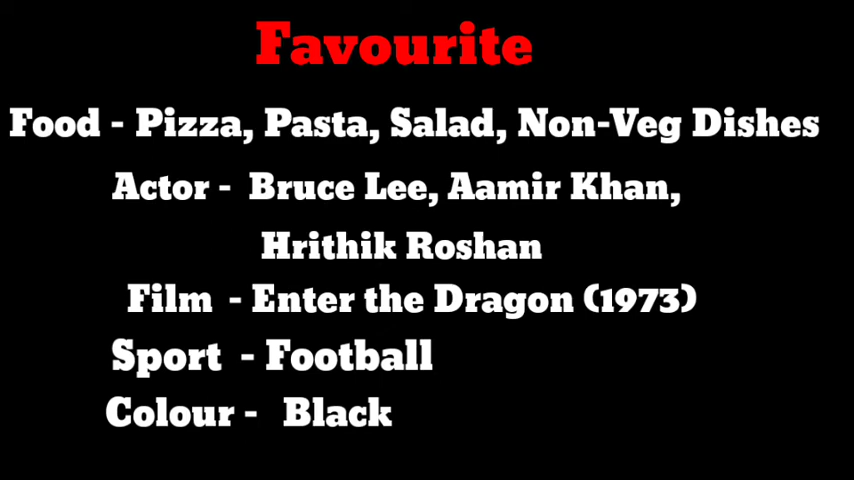 Favourite
Food - Pizza, Pasta, Salad, Non-Veg Dishes
Actor - Bruce Lee, Aamir Khan,
Hrithik Roshan
Film - Enter the Dragon (1973)
Sport - Football
Colour - Black